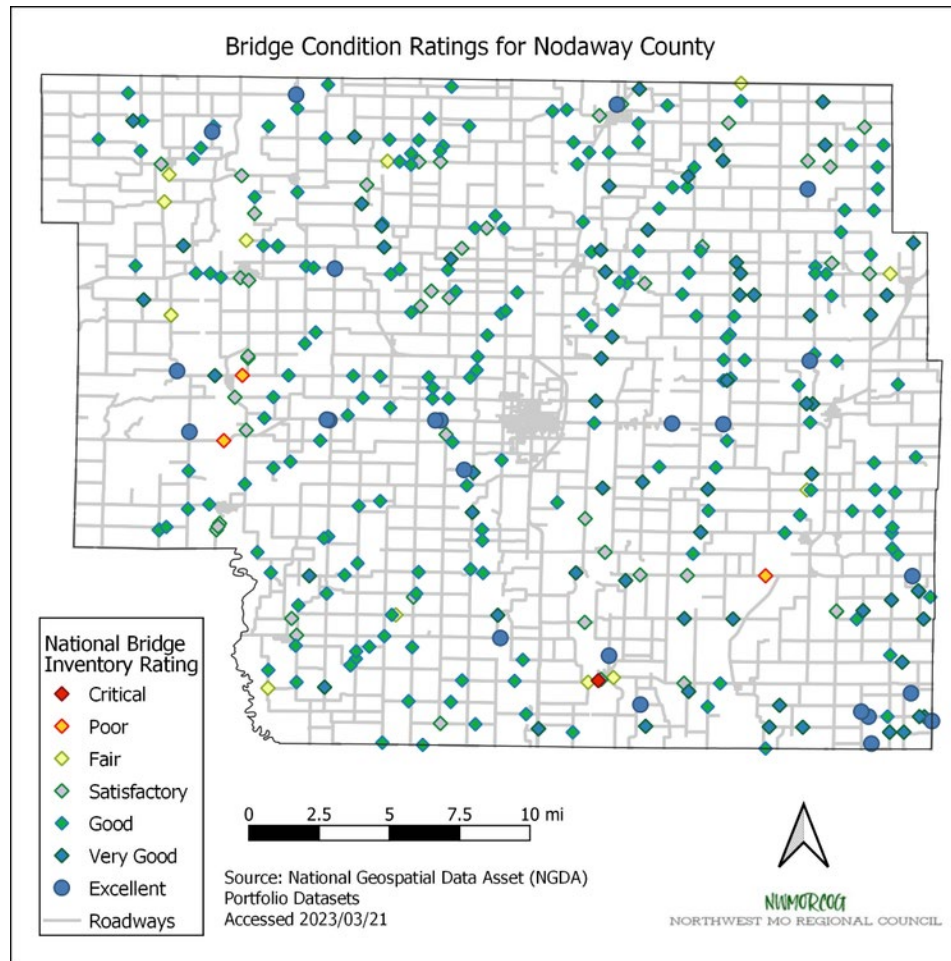 Bridge Condition Ratings for Nodaway County
National Bridge
Inventory Rating
Critical
Poor
Fair
Satisfactory
Good
Very Good
Excellent
Roadways
0 2.5 5 7.5 10 mi
Source: National Geospatial Data Asset (NGDA)
Portfolio Datasets
Accessed 2023/03/21
NWMORCOG
NORTHWEST MO REGIONAL COUNCIL